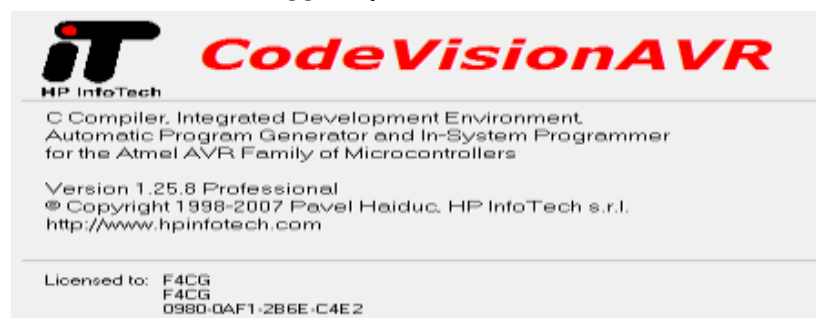 iT CodeVisionAVR
HP InfoTech
C Compiler, Integrated Development Environment,
Automatic Program Generator and In-System Programmer
for the Atmel AVR Family of Microcontrollers
Version 1.25.8 Professional
© Copyright 1998-2007 Pavel Haiduc, HP InfoTech s.r.l.
http://www.hpinfotech.com
Licensed to: F4CG
F4CG
0980-0AF1-2B6E-C4E2